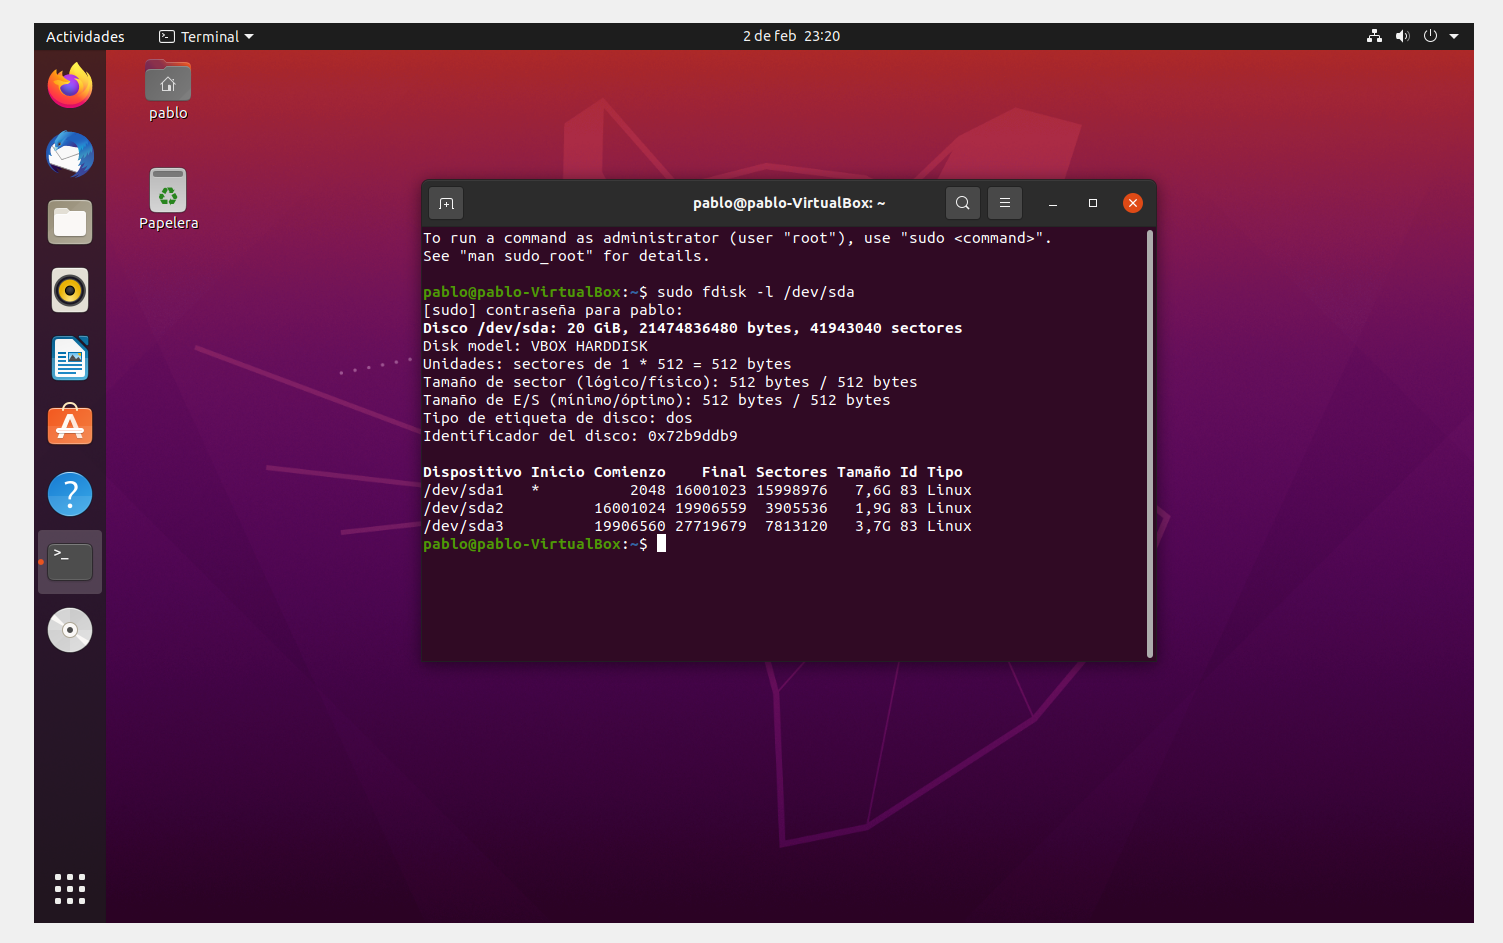 Actividades Terminal 2 de feb 23:20
pablo
Papelera
pablo@pablo-VirtualBox: ~
To run a command as administrator (user "root"), use "sudo <command>".
See "man sudo_root" for details.
pablo@pablo-VirtualBox:~$ sudo fdisk -l /dev/sda
[sudo] contraseña para pablo:
Disco /dev/sda: 20 GiB, 21474836480 bytes, 41943040 sectores
Disk model: VBOX HARDDISK
Unidades: sectores de 1 * 512 = 512 bytes
Tamaño de sector (lógico/físico): 512 bytes / 512 bytes
Tamaño de E/S (mínimo/óptimo): 512 bytes / 512 bytes
Tipo de etiqueta de disco: dos
Identificador del disco: 0x72b9ddb9
Dispositivo Inicio Comienzo    Final Sectores Tamaño Id Tipo
/dev/sda1   *          2048 16001023 15998976   7,6G 83 Linux
/dev/sda2          16001024 19906559  3905536   1,9G 83 Linux
/dev/sda3          19906560 27719679  7813120   3,7G 83 Linux
pablo@pablo-VirtualBox:~$